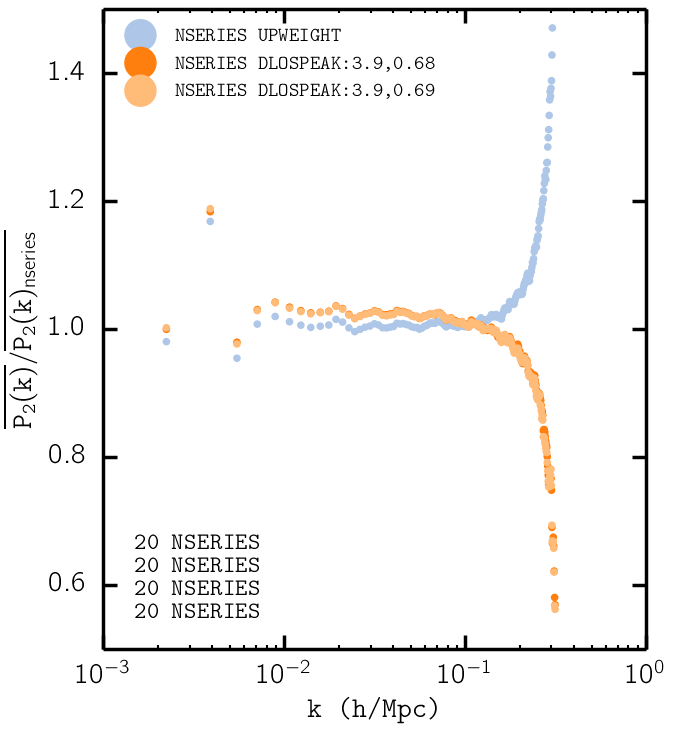 NSERIES UPWEIGHT
NSERIES DLOSPEAK:3.9,0.68
NSERIES DLOSPEAK:3.9,0.69
1.4
1.2
1.0
0.8
0.6
P₂(k)/P₂(k)nseries
20 NSERIES
20 NSERIES
20 NSERIES
20 NSERIES
10⁻³ 10⁻² 10⁻¹ 10⁰
k (h/Mpc)